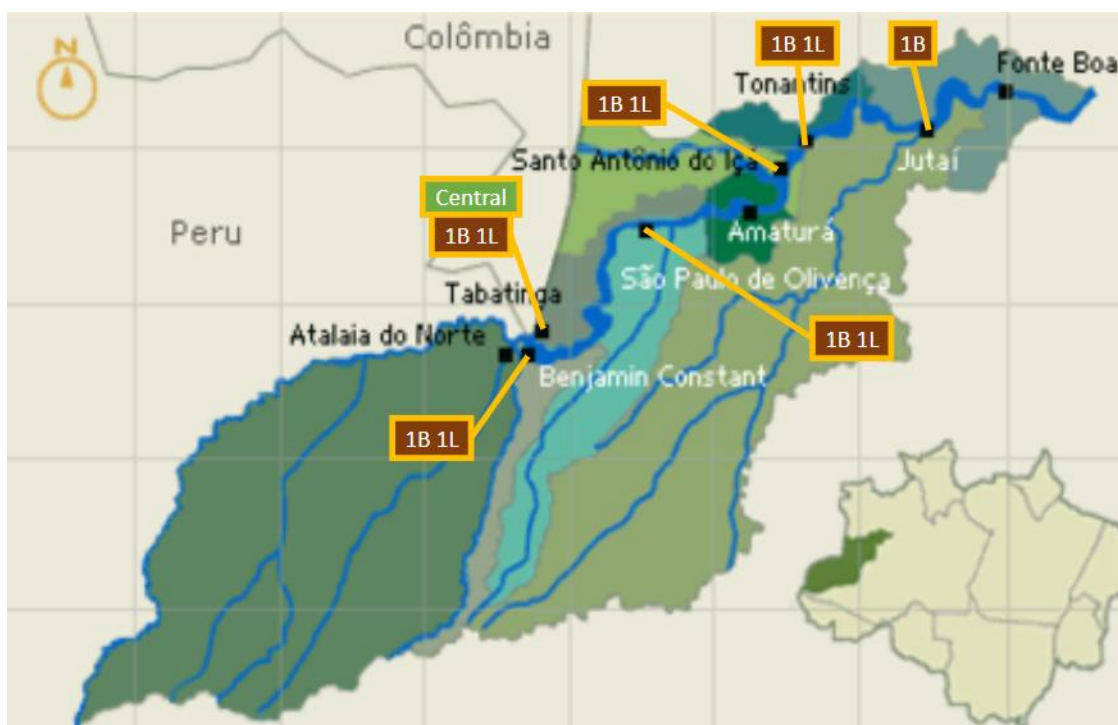 N
Colômbia
1B 1L
1B
Tonantins
Fonte Boa
1B 1L
Santo Antônio do Içá
Jutaí
Central
1B 1L
Peru
Amaturá
São Paulo de Olivença
Tabatinga
Atalaia do Norte
1B 1L
Benjamin Constant
1B 1L